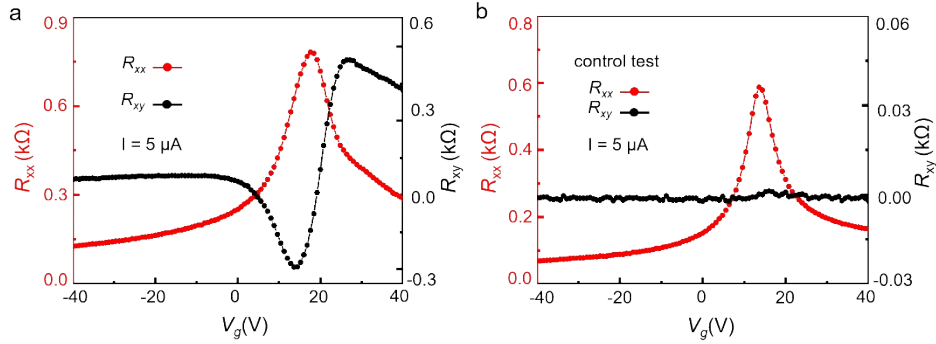 a
0.9
0.6
0.3
0.0
R_xx (kΩ)
R_xx
R_xy
I = 5 μA
0.6
0.3
0.0
-0.3
R_xy (kΩ)
-40
-20
0
20
40
V_g(V)
b
0.8
0.6
0.4
0.2
0.0
R_xx (kΩ)
control test
R_xx
R_xy
I = 5 μA
0.06
0.03
0.00
-0.03
R_xy (kΩ)
-40
-20
0
20
40
V_g(V)